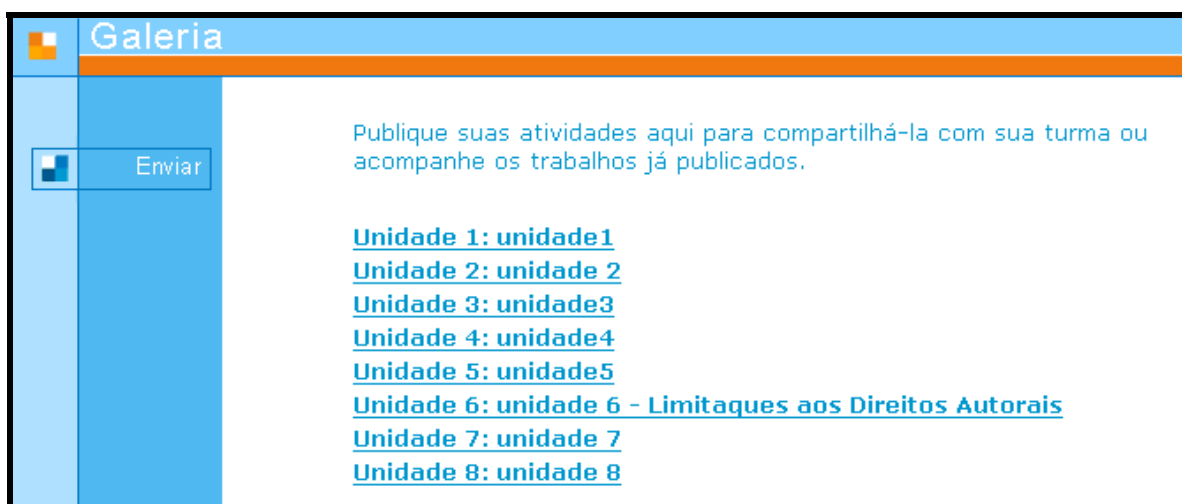 Galeria
Enviar
Publique suas atividades aqui para compartilhá-la com sua turma ou
acompanhe os trabalhos já publicados.
Unidade 1: unidade1
Unidade 2: unidade 2
Unidade 3: unidade3
Unidade 4: unidade4
Unidade 5: unidade5
Unidade 6: unidade 6 - Limitaques aos Direitos Autorais
Unidade 7: unidade 7
Unidade 8: unidade 8